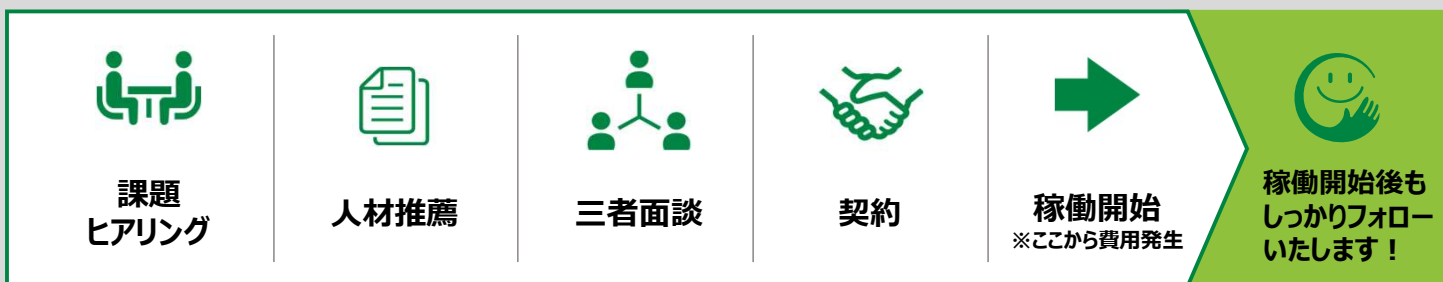 課題
ヒアリング
人材推薦
三者面談
契約
稼働開始
※ここから費用発生
稼働開始後も
しっかりフォロー
いたします！